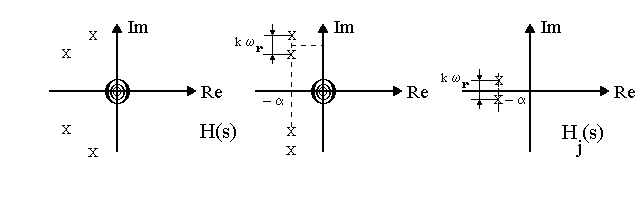 Im
Re
H(s)
Im
k ω r
Re
− α
Im
k ω r
Re
− α
H j (s)